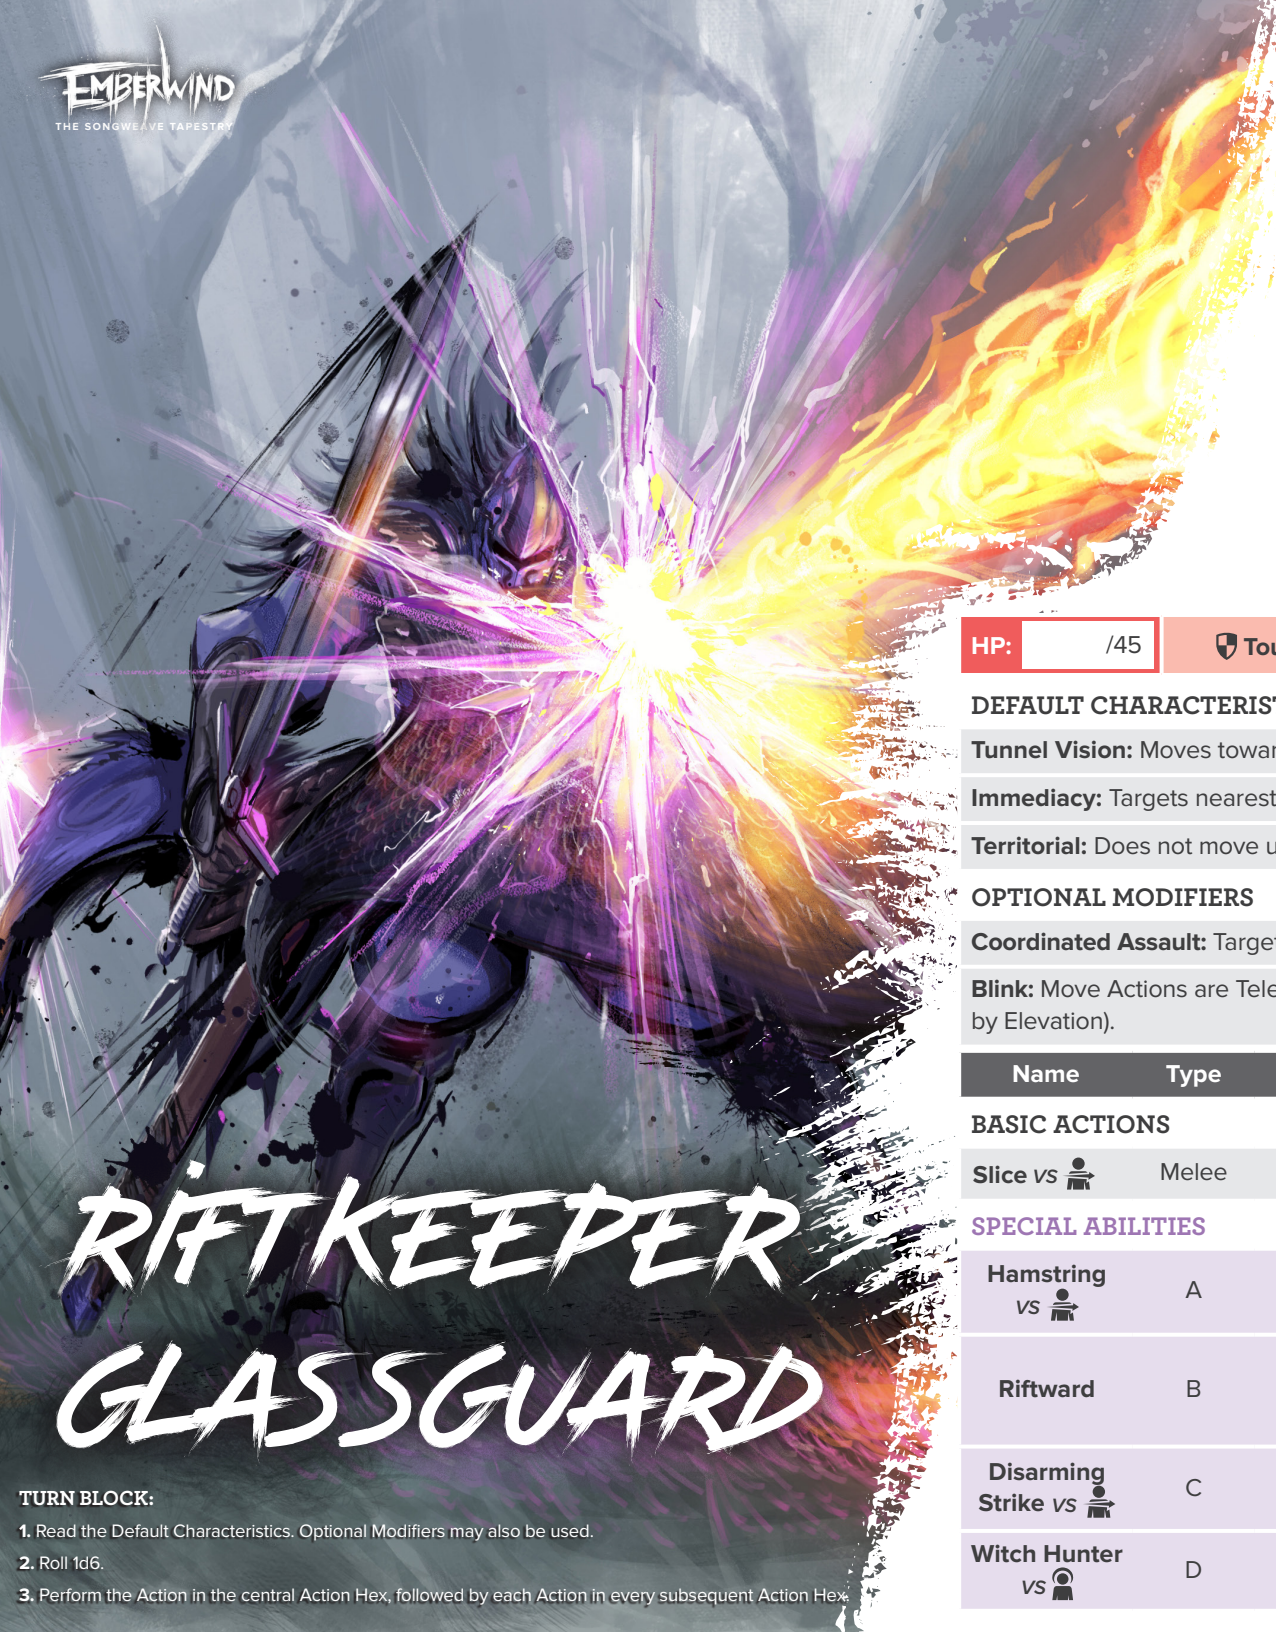 EMBERWIND
THE SONGWEAVE TAPESTRY
RIFTKEEPER
GLASSGUARD
TURN BLOCK:
1. Read the Default Characteristics. Optional Modifiers may also be used.
2. Roll 1d6.
3. Perform the Action in the central Action Hex, followed by each Action in every subsequent Action Hex.
HP: /45 Tou
DEFAULT CHARACTERIST
Tunnel Vision: Moves towar
Immediacy: Targets nearest
Territorial: Does not move u
OPTIONAL MODIFIERS
Coordinated Assault: Target
Blink: Move Actions are Tele
by Elevation).
Name Type
BASIC ACTIONS
Slice vs Melee
SPECIAL ABILITIES
Hamstring
vs A
Riftward B
Disarming
Strike vs C
Witch Hunter
vs D